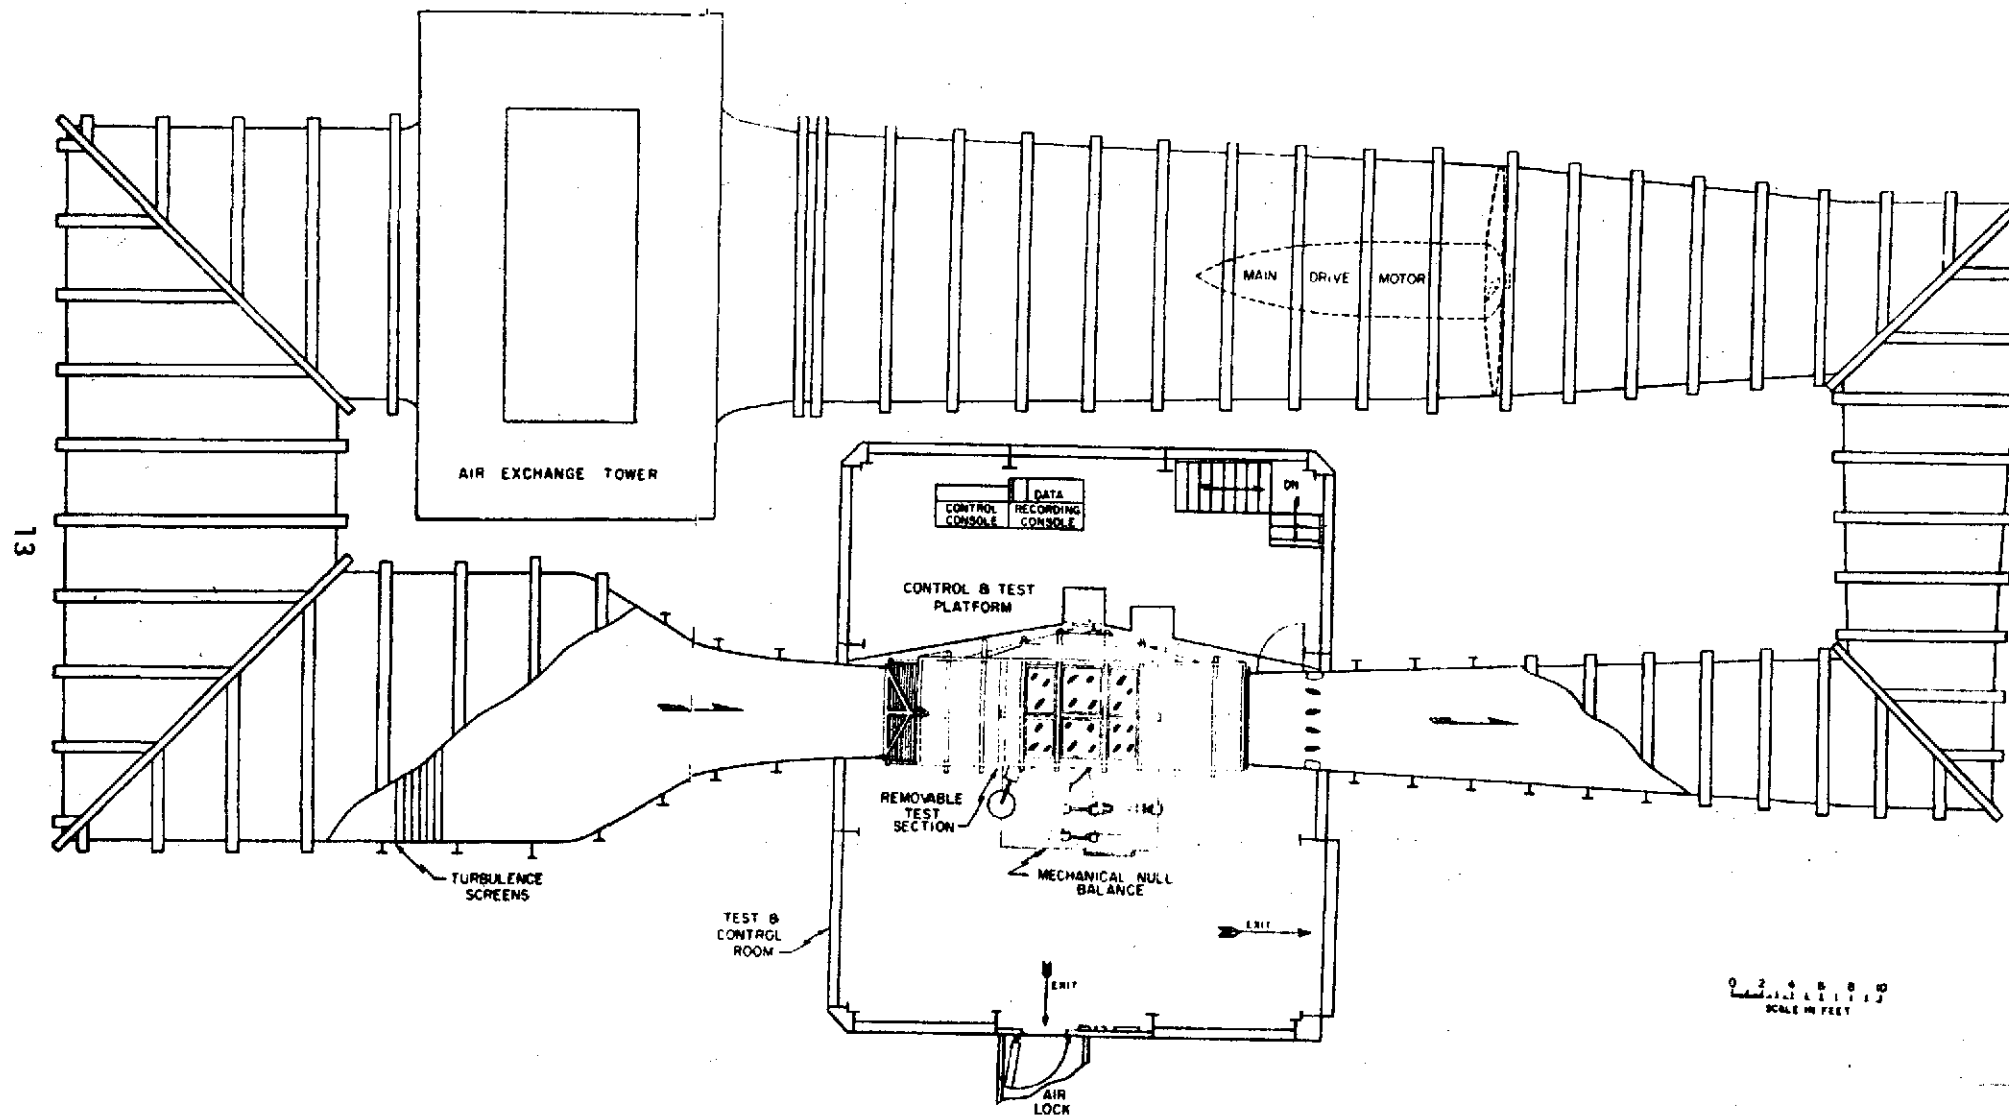 MAIN DRIVE MOTOR
AIR EXCHANGE TOWER
DATA
CONTROL RECORDING
CONSOLE CONSOLE
DN
CONTROL & TEST
PLATFORM
13
REMOVABLE
TEST
SECTION
MECHANICAL NULL
BALANCE
TURBULENCE
SCREENS
TEST &
CONTROL
ROOM
EXIT
EXIT
0 2 4 6 8 10
SCALE IN FEET
AIR
LOCK